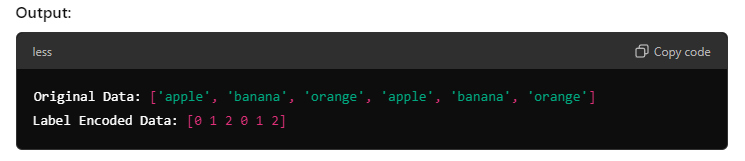 Output:
less
Copy code
Original Data: ['apple', 'banana', 'orange', 'apple', 'banana', 'orange']
Label Encoded Data: [0 1 2 0 1 2]